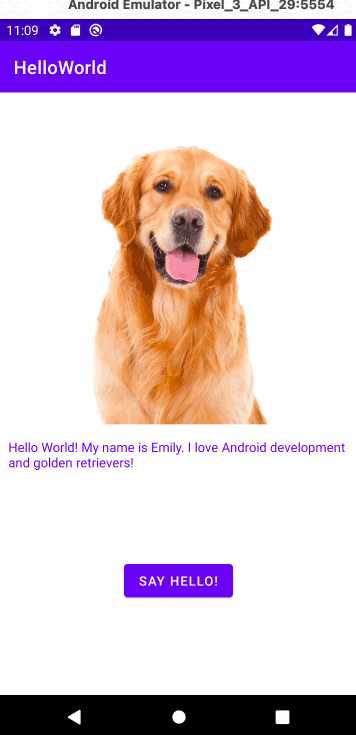 Android Emulator - Pixel_3_API_29:5554
11:09
HelloWorld
Hello World! My name is Emily. I love Android development
and golden retrievers!
SAY HELLO!